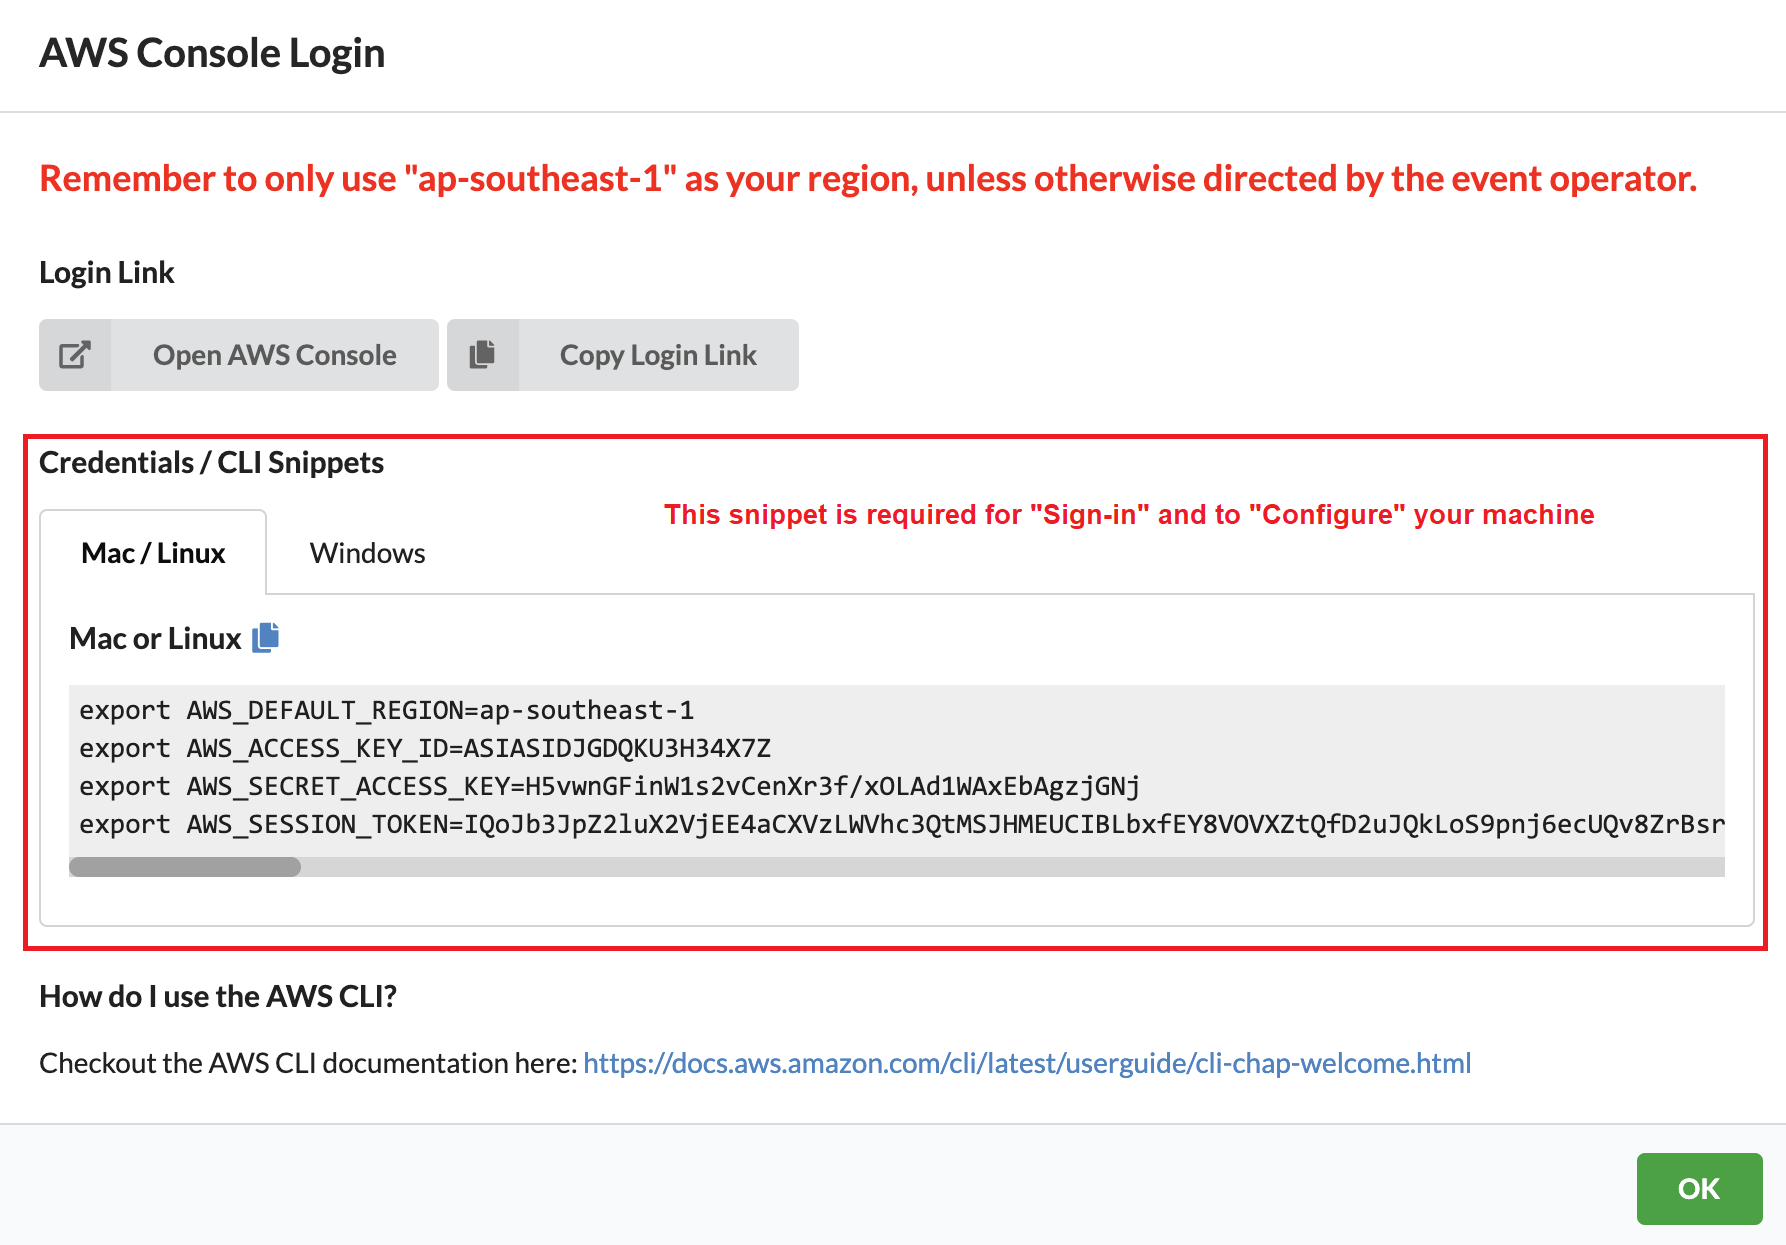 AWS Console Login
Remember to only use "ap-southeast-1" as your region, unless otherwise directed by the event operator.
Login Link
Open AWS Console
Copy Login Link
Credentials / CLI Snippets
This snippet is required for "Sign-in" and to "Configure" your machine
Mac / Linux
Windows
Mac or Linux
export AWS_DEFAULT_REGION=ap-southeast-1
export AWS_ACCESS_KEY_ID=ASIASIDJGDQKU3H34X7Z
export AWS_SECRET_ACCESS_KEY=H5vwnGFinW1s2vCenXr3f/xOLAd1WAxEbAgzjGNj
export AWS_SESSION_TOKEN=IQoJb3JpZ2luX2VjEE4aCXVzLWVhc3QtMSJHMEUCIBLbxfEY8VOVXZtQfD2uJQkLoS9pnj6ecUQv8ZrBsr
How do I use the AWS CLI?
Checkout the AWS CLI documentation here: https://docs.aws.amazon.com/cli/latest/userguide/cli-chap-welcome.html
OK